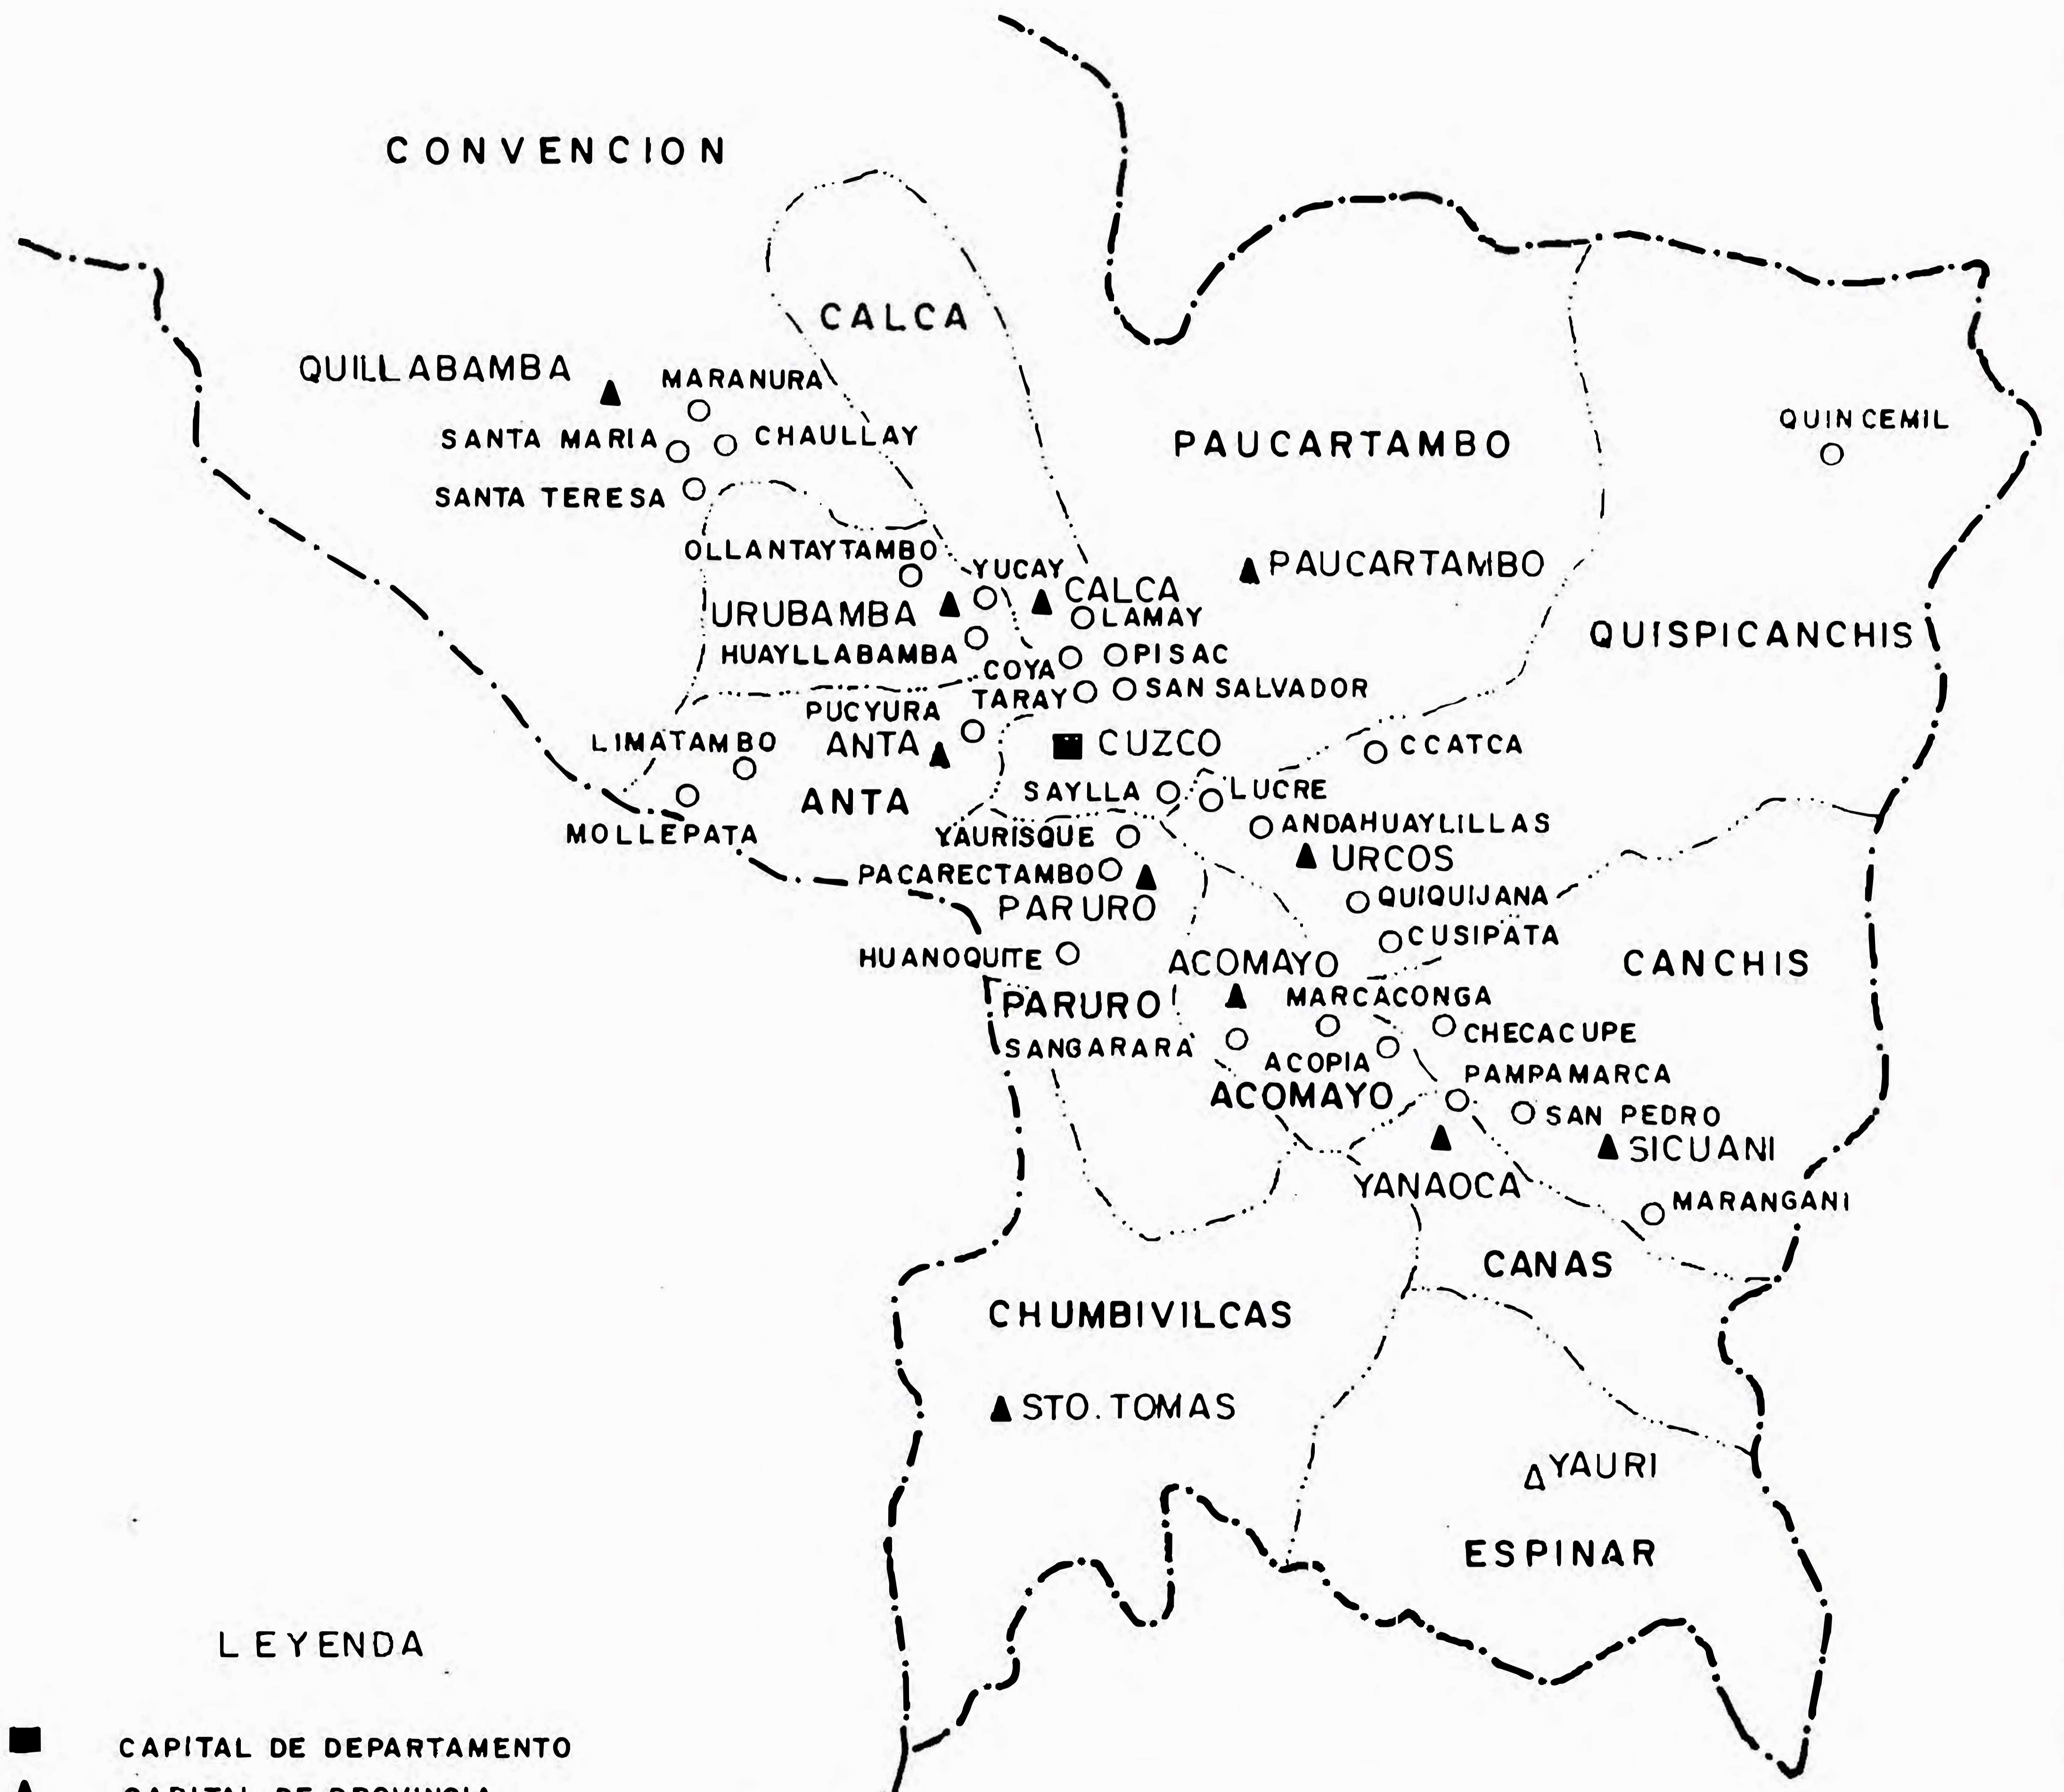 CONVENCION
CALCA
QUILLABAMBA
MARANURA
QUINCEMIL
SANTA MARIA
CHAULLAY
PAUCARTAMBO
SANTA TERESA
OLLANTAYTAMBO
YUCAY
PAUCARTAMBO
CALCA
URUBAMBA
LAMAY
QUISPICANCHIS
HUAYLLABAMBA
COYA
PISAC
TARAY
SAN SALVADOR
PUCYURA
LIMATAMBO
ANTA
CUZCO
CCATCA
SAYLLA
LUCRE
ANTA
MOLLEPATA
YAURISQUE
ANDAHUAYLILLAS
URCOS
PACARECTAMBO
QUIQUIJANA
PARURO
CUSIPATA
HUANOQUITE
ACOMAYO
CANCHIS
PARURO
MARCACONGA
CHECACUPE
SANGARARA
ACOPIA
PAMPAMARCA
ACOMAYO
SAN PEDRO
SICUANI
YANAOCA
MARANGANI
CANAS
CHUMBIVILCAS
STO. TOMAS
YAURI
ESPINAR
LEYENDA
CAPITAL DE DEPARTAMENTO
CAPITAL DE PROVINCIA